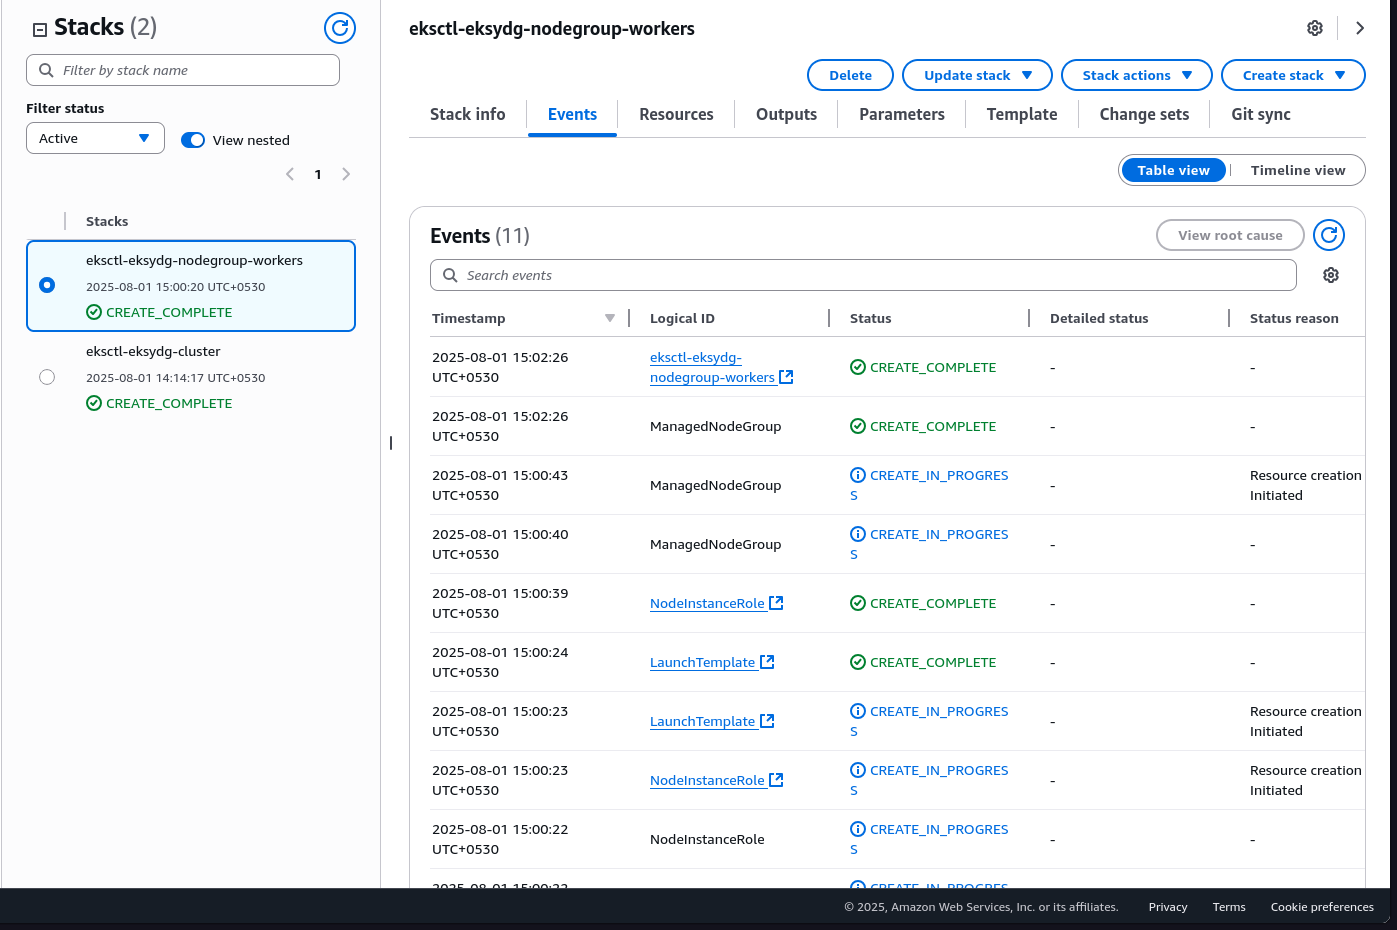 Stacks (2)
Filter by stack name
Filter status
Active
View nested
1
Stacks
eksctl-eksydg-nodegroup-workers
2025-08-01 15:00:20 UTC+0530
CREATE_COMPLETE
eksctl-eksydg-cluster
2025-08-01 14:14:17 UTC+0530
CREATE_COMPLETE
eksctl-eksydg-nodegroup-workers
Delete
Update stack
Stack actions
Create stack
Stack info
Events
Resources
Outputs
Parameters
Template
Change sets
Git sync
Table view
Timeline view
Events (11)
View root cause
Search events
Timestamp
Logical ID
Status
Detailed status
Status reason
2025-08-01 15:02:26
UTC+0530
eksctl-eksydg-
nodegroup-workers
CREATE_COMPLETE
-
-
2025-08-01 15:02:26
UTC+0530
ManagedNodeGroup
CREATE_COMPLETE
-
-
2025-08-01 15:00:43
UTC+0530
ManagedNodeGroup
CREATE_IN_PROGRES
S
-
Resource creation
Initiated
2025-08-01 15:00:40
UTC+0530
ManagedNodeGroup
CREATE_IN_PROGRES
S
-
-
2025-08-01 15:00:39
UTC+0530
NodeInstanceRole
CREATE_COMPLETE
-
-
2025-08-01 15:00:24
UTC+0530
LaunchTemplate
CREATE_COMPLETE
-
-
2025-08-01 15:00:23
UTC+0530
LaunchTemplate
CREATE_IN_PROGRES
S
-
Resource creation
Initiated
2025-08-01 15:00:23
UTC+0530
NodeInstanceRole
CREATE_IN_PROGRES
S
-
Resource creation
Initiated
2025-08-01 15:00:22
UTC+0530
NodeInstanceRole
CREATE_IN_PROGRES
S
-
-
© 2025, Amazon Web Services, Inc. or its affiliates.
Privacy
Terms
Cookie preferences